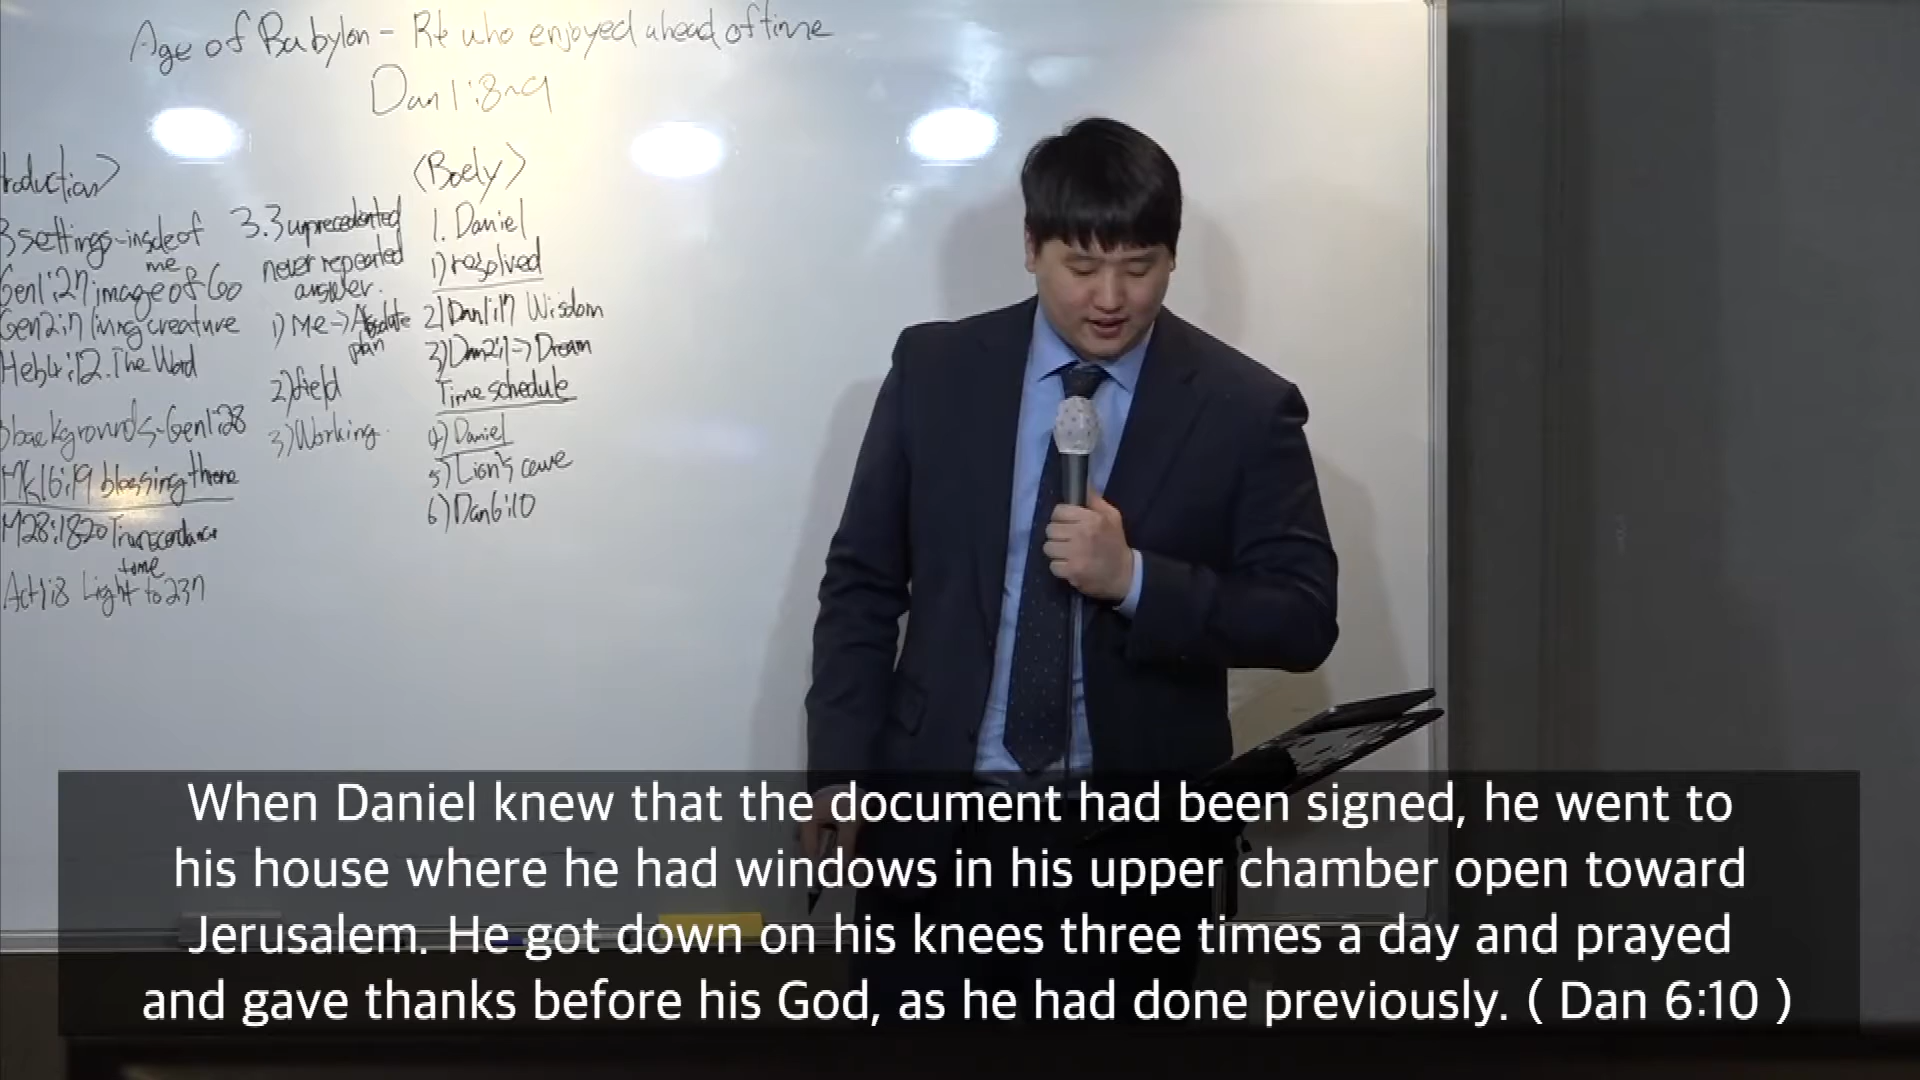 Age of Babylon - Rt who enjoyed ahead of time
Dan 1:8~9
troduction>
3 settings-inside of
me
Gen1:27 image of Go
Gen2:7 living creature
Heb4:12. The Word
backgrounds-Gen1:28
Mk16:19 blessing throne
M28:18-20 Transcendance
time
Act1:8 Light to 237
3.3 unprecedented
never repeated
answer.
1) Me -> Absolute
plan
2) field
3) Working.
<Body>
1. Daniel
1) resolved
2) Dan1:17 Wisdom
3) Dan2:1 -> Dream
Time schedule
4) Daniel
5) Lion's cave
6) Dan6:10
When Daniel knew that the document had been signed, he went to
his house where he had windows in his upper chamber open toward
Jerusalem. He got down on his knees three times a day and prayed
and gave thanks before his God, as he had done previously. ( Dan 6:10 )